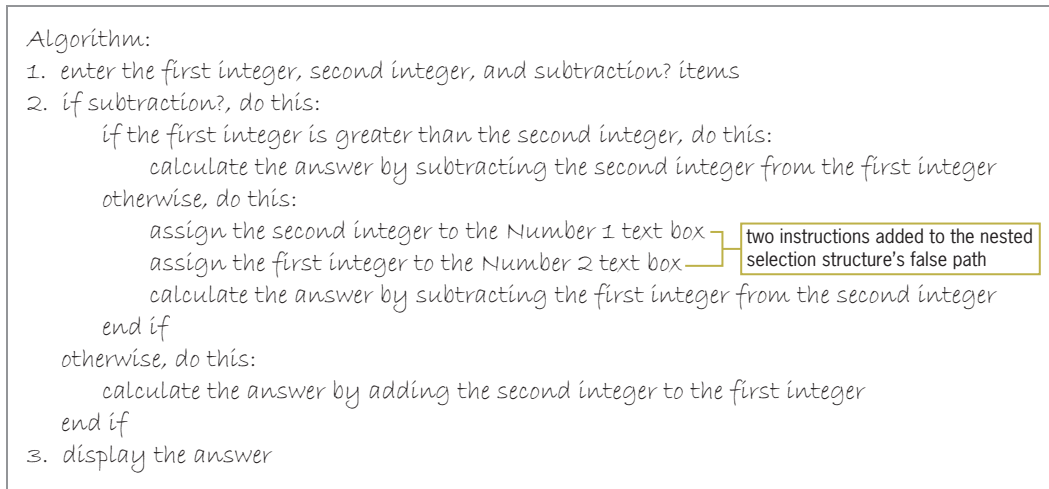 Algorithm:
1. enter the first integer, second integer, and subtraction? items
2. if subtraction?, do this:
if the first integer is greater than the second integer, do this:
calculate the answer by subtracting the second integer from the first integer
otherwise, do this:
assign the second integer to the Number 1 text box
assign the first integer to the Number 2 text box
two instructions added to the nested
selection structure's false path
calculate the answer by subtracting the first integer from the second integer
end if
otherwise, do this:
calculate the answer by adding the second integer to the first integer
end if
3. display the answer